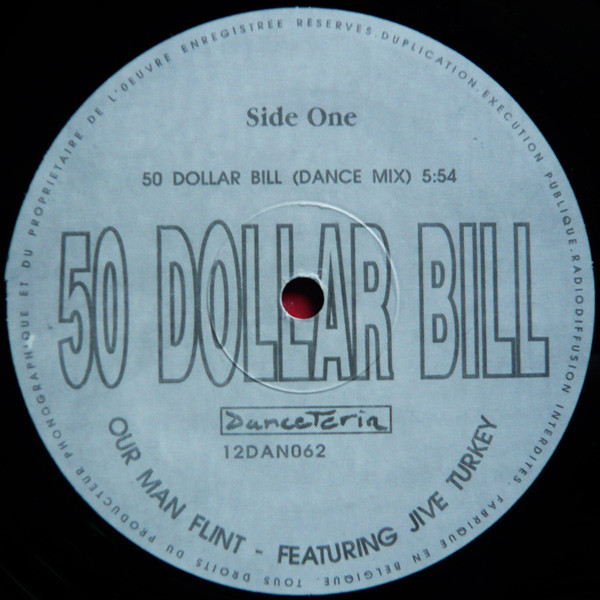 Side One
50 DOLLAR BILL (DANCE MIX) 5:54
50 DOLLAR BILL
Danceteria
12DAN062
OUR MAN FLINT - FEATURING JIVE TURKEY
TOUS DROITS DU PRODUCTEUR PHONOGRAPHIQUE ET DU PROPRIETAIRE DE L'OEUVRE ENREGISTREE RESERVES.DUPLICATION.EXECUTION PUBLIQUE.RADIODIFFUSION INTERDITES. FABRIQUE EN BELGIQUE.